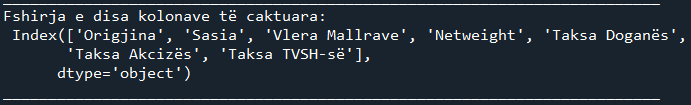 Fshirja e disa kolonave të caktuara:
Index(['Origjina', 'Sasia', 'Vlera Mallrave', 'Netweight', 'Taksa Doganës',
'Taksa Akcizës', 'Taksa TVSH-së'],
dtype='object')